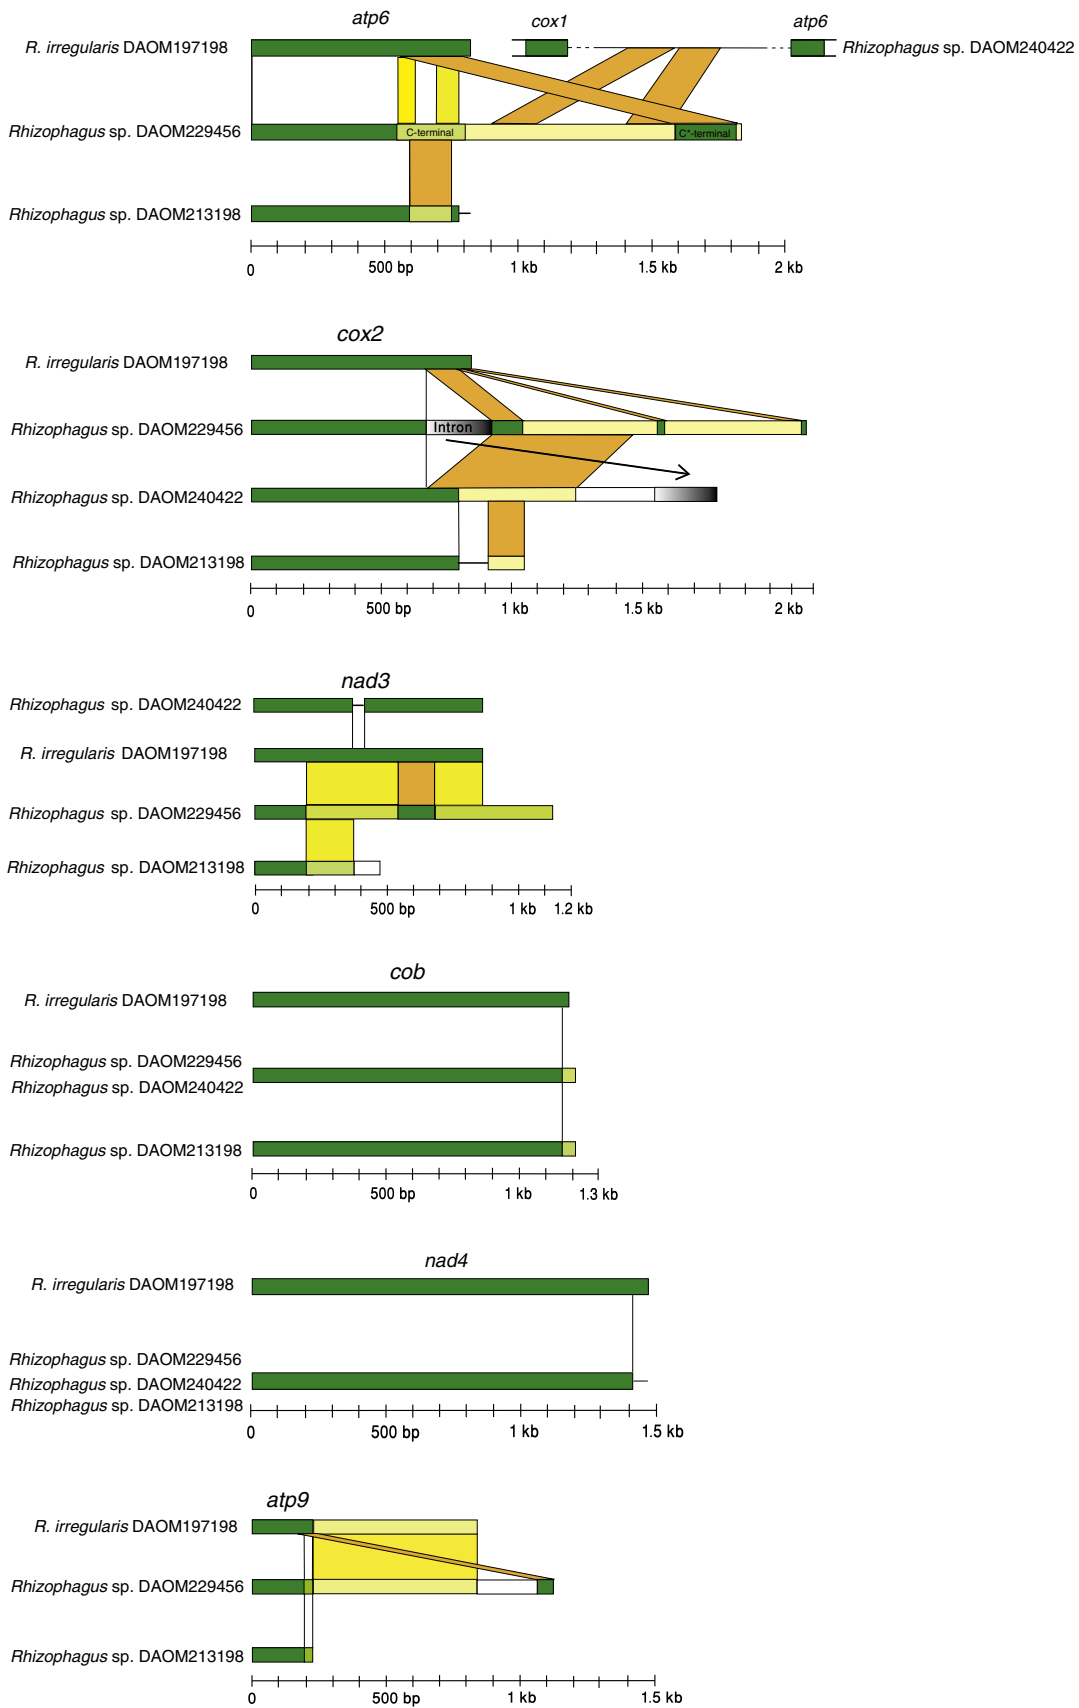 atp6 cox1 atp6
R. irregularis DAOM197198 Rhizophagus sp. DAOM240422
Rhizophagus sp. DAOM229456 C-terminal C*-terminal
Rhizophagus sp. DAOM213198
0 500 bp 1 kb 1.5 kb 2 kb
cox2
R. irregularis DAOM197198
Rhizophagus sp. DAOM229456 Intron
Rhizophagus sp. DAOM240422
Rhizophagus sp. DAOM213198
0 500 bp 1 kb 1.5 kb 2 kb
nad3
Rhizophagus sp. DAOM240422
R. irregularis DAOM197198
Rhizophagus sp. DAOM229456
Rhizophagus sp. DAOM213198
0 500 bp 1 kb 1.2 kb
cob
R. irregularis DAOM197198
Rhizophagus sp. DAOM229456
Rhizophagus sp. DAOM240422
Rhizophagus sp. DAOM213198
0 500 bp 1 kb 1.3 kb
nad4
R. irregularis DAOM197198
Rhizophagus sp. DAOM229456
Rhizophagus sp. DAOM240422
Rhizophagus sp. DAOM213198
0 500 bp 1 kb 1.5 kb
atp9
R. irregularis DAOM197198
Rhizophagus sp. DAOM229456
Rhizophagus sp. DAOM213198
0 500 bp 1 kb 1.5 kb